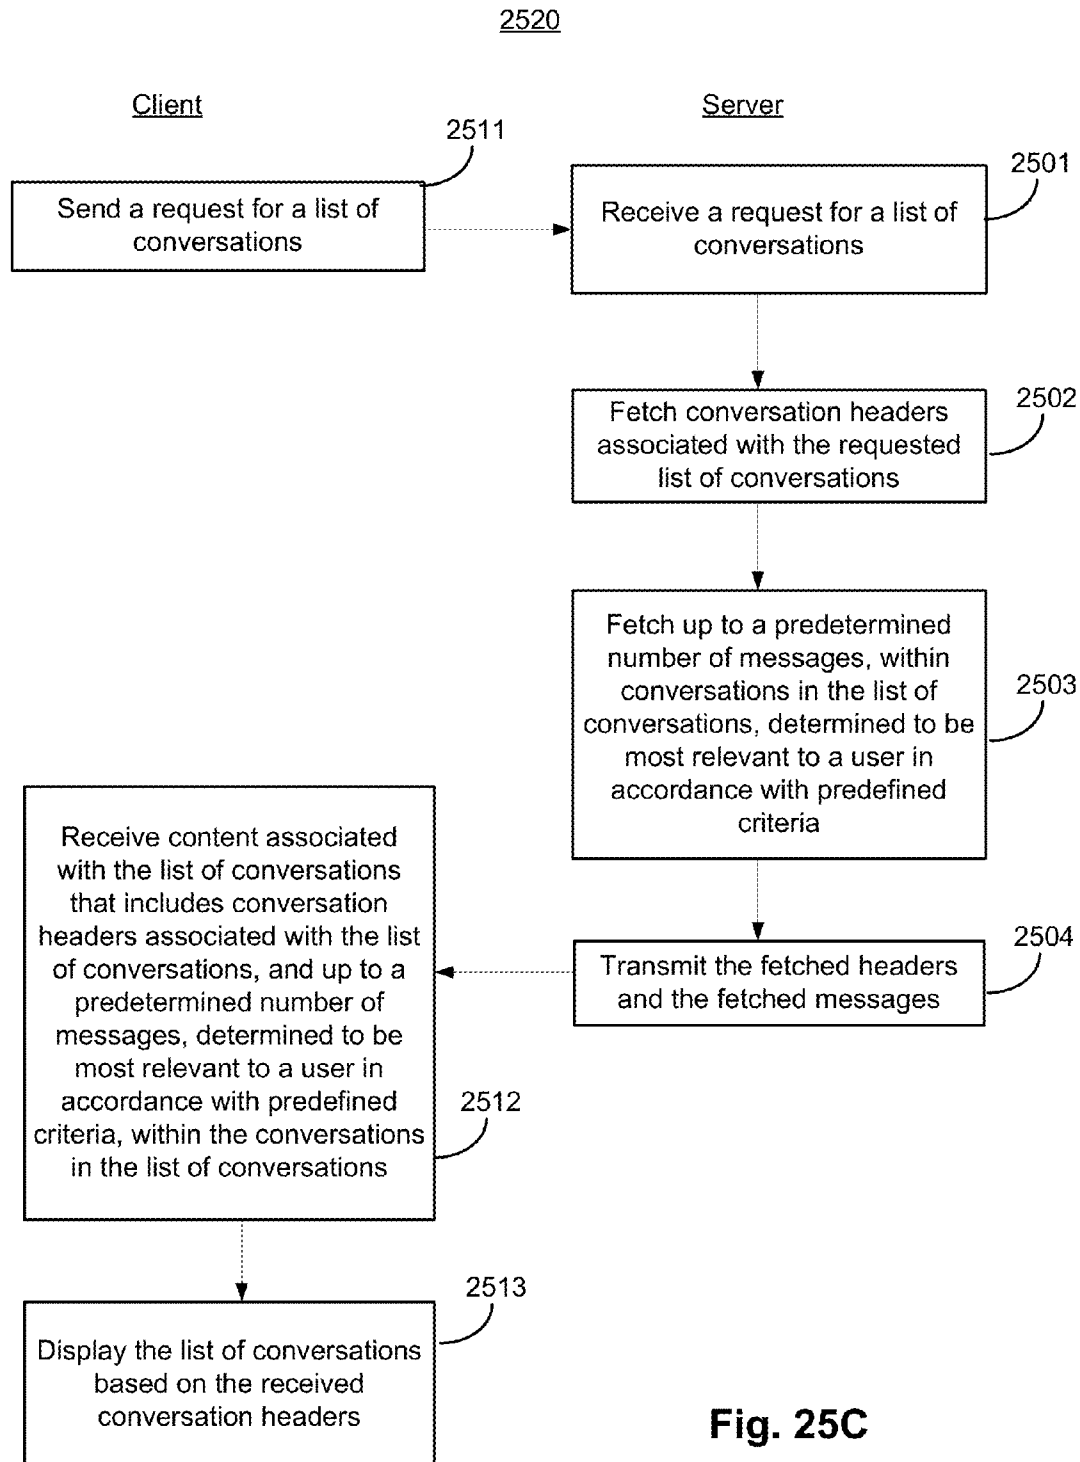 2520
Client
Server
2511
Send a request for a list of
conversations
2501
Receive a request for a list of
conversations
2502
Fetch conversation headers
associated with the requested
list of conversations
2503
Fetch up to a predetermined
number of messages, within
conversations in the list of
conversations, determined to be
most relevant to a user in
accordance with predefined
criteria
2504
Transmit the fetched headers
and the fetched messages
Receive content associated
with the list of conversations
that includes conversation
headers associated with the list
of conversations, and up to a
predetermined number of
messages, determined to be
most relevant to a user in
accordance with predefined
criteria, within the conversations
in the list of conversations
2512
2513
Display the list of conversations
based on the received
conversation headers
Fig. 25C